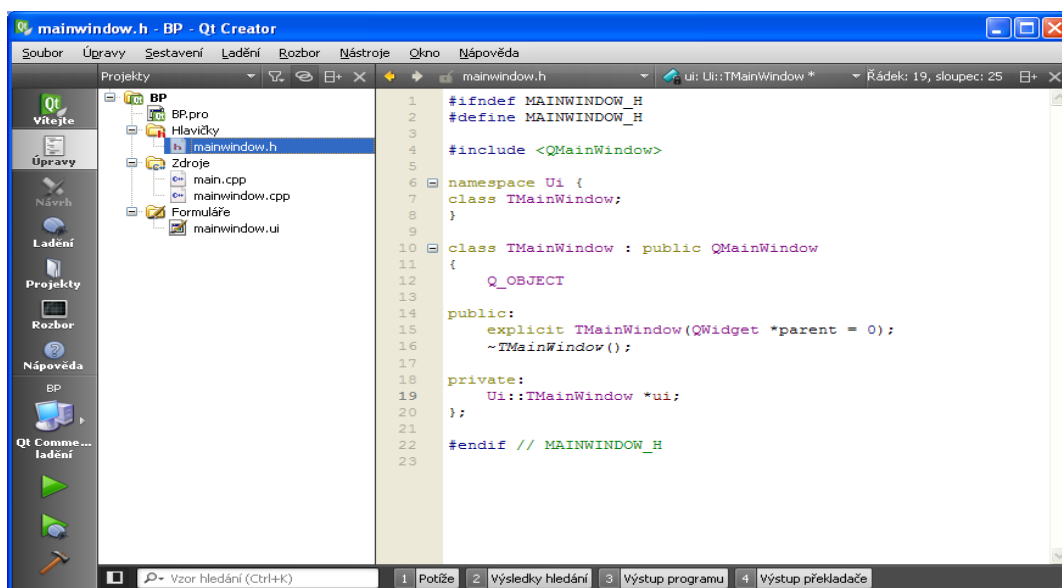 mainwindow.h - BP - Qt Creator
Soubor Úpravy Sestavení Ladění Rozbor Nástroje Okno Nápověda
Projekty
mainwindow.h
ui: Ui::TMainWindow *
Řádek: 19, sloupec: 25
Qt
Vítejte
Úpravy
Návrh
Ladění
Projekty
Rozbor
Nápověda
BP
Qt Comme...
ladění
BP
BP.pro
Hlavičky
mainwindow.h
Zdroje
main.cpp
mainwindow.cpp
Formuláře
mainwindow.ui
1 #ifndef MAINWINDOW_H
2 #define MAINWINDOW_H
3
4 #include <QMainWindow>
5
6 namespace Ui {
7 class TMainWindow;
8 }
9
10 class TMainWindow : public QMainWindow
11 {
12     Q_OBJECT
13
14 public:
15     explicit TMainWindow(QWidget *parent = 0);
16     ~TMainWindow();
17
18 private:
19     Ui::TMainWindow *ui;
20 };
21
22 #endif // MAINWINDOW_H
23
Vzor hledání (Ctrl+K)
1 Potíže 2 Výsledky hledání 3 Výstup programu 4 Výstup překladače